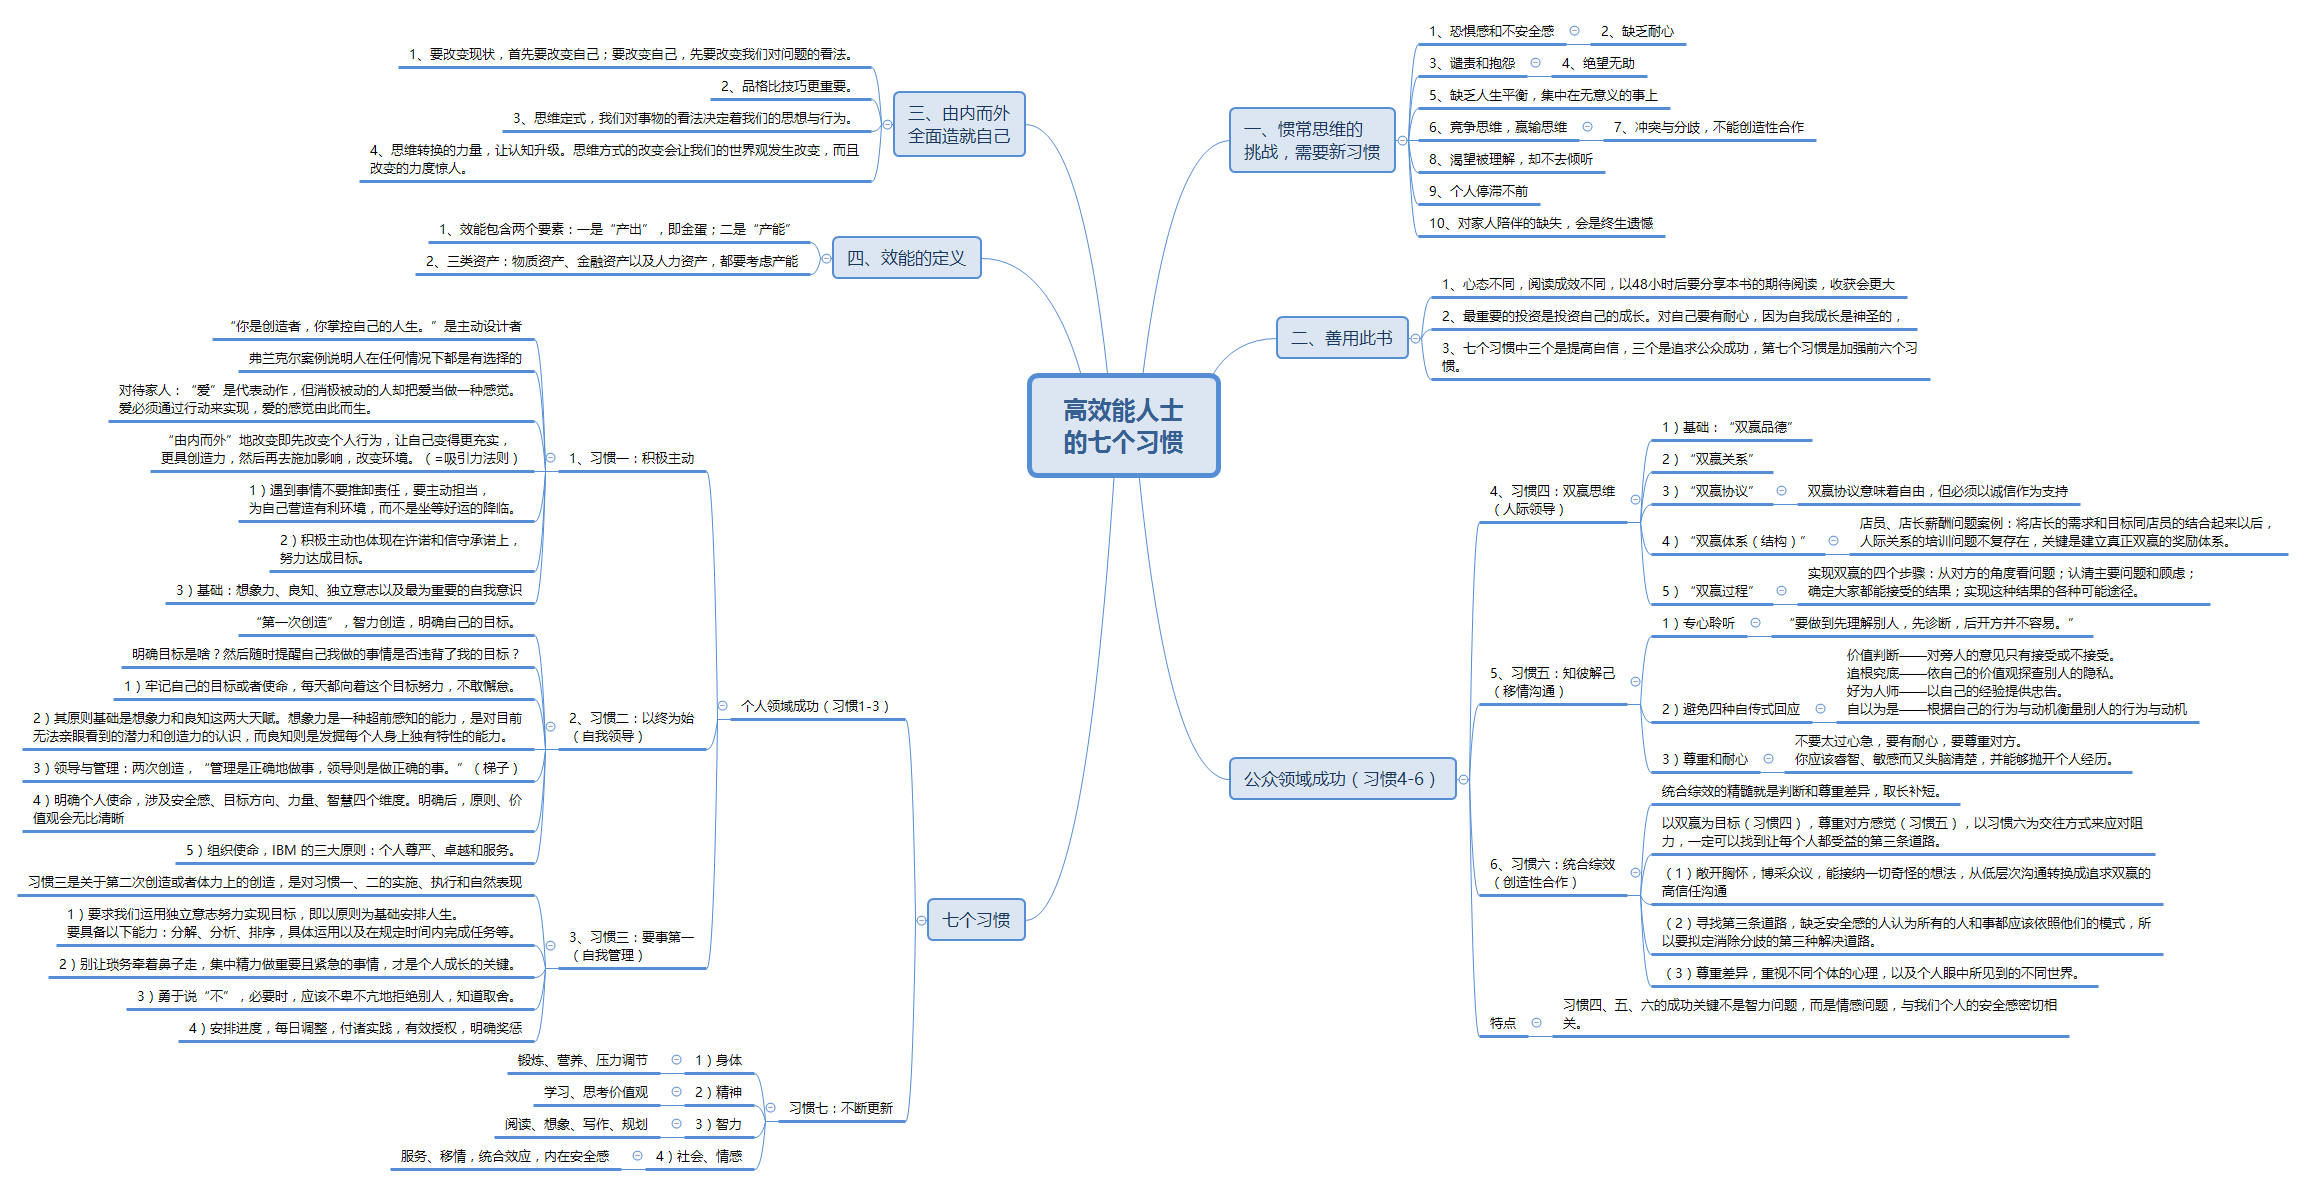 高效能人士
的七个习惯
一、惯常思维的
挑战，需要新习惯
1、恐惧感和不安全感
2、缺乏耐心
3、谴责和抱怨
4、绝望无助
5、缺乏人生平衡，集中在无意义的事上
6、竞争思维，赢输思维
7、冲突与分歧，不能创造性合作
8、渴望被理解，却不去倾听
9、个人停滞不前
10、对家人陪伴的缺失，会是终生遗憾
二、善用此书
1、心态不同，阅读成效不同，以48小时后要分享本书的期待阅读，收获会更大
2、最重要的投资是投资自己的成长。对自己要有耐心，因为自我成长是神圣的，
3、七个习惯中三个是提高自信，三个是追求公众成功，第七个习惯是加强前六个习
惯。
三、由内而外
全面造就自己
1、要改变现状，首先要改变自己；要改变自己，先要改变我们对问题的看法。
2、品格比技巧更重要。
3、思维定式，我们对事物的看法决定着我们的思想与行为。
4、思维转换的力量，让认知升级。思维方式的改变会让我们的世界观发生改变，而且
改变的力度惊人。
四、效能的定义
1、效能包含两个要素：一是“产出”，即金蛋；二是“产能”
2、三类资产：物质资产、金融资产以及人力资产，都要考虑产能
七个习惯
个人领域成功（习惯1-3）
1、习惯一：积极主动
“你是创造者，你掌控自己的人生。”是主动设计者
弗兰克尔案例说明人在任何情况下都是有选择的
对待家人：“爱”是代表动作，但消极被动的人却把爱当做一种感觉。
爱必须通过行动来实现，爱的感觉由此而生。
“由内而外”地改变即先改变个人行为，让自己变得更充实，
更具创造力，然后再去施加影响，改变环境。（=吸引力法则）
1）遇到事情不要推卸责任，要主动担当，
为自己营造有利环境，而不是坐等好运的降临。
2）积极主动也体现在许诺和信守承诺上，
努力达成目标。
3）基础：想象力、良知、独立意志以及最为重要的自我意识
2、习惯二：以终为始
（自我领导）
“第一次创造”，智力创造，明确自己的目标。
明确目标是啥？然后随时提醒自己我做的事情是否违背了我的目标？
1）牢记自己的目标或者使命，每天都向着这个目标努力，不敢懈怠。
2）其原则基础是想象力和良知这两大天赋。想象力是一种超前感知的能力，是对目前
无法亲眼看到的潜力和创造力的认识，而良知则是发掘每个人身上独有特性的能力。
3）领导与管理：两次创造，“管理是正确地做事，领导则是做正确的事。”（梯子）
4）明确个人使命，涉及安全感、目标方向、力量、智慧四个维度。明确后，原则、价
值观会无比清晰
5）组织使命，IBM 的三大原则：个人尊严、卓越和服务。
3、习惯三：要事第一
（自我管理）
习惯三是关于第二次创造或者体力上的创造，是对习惯一、二的实施、执行和自然表现
1）要求我们运用独立意志努力实现目标，即以原则为基础安排人生。
要具备以下能力：分解、分析、排序，具体运用以及在规定时间内完成任务等。
2）别让琐务牵着鼻子走，集中精力做重要且紧急的事情，才是个人成长的关键。
3）勇于说“不”，必要时，应该不卑不亢地拒绝别人，知道取舍。
4）安排进度，每日调整，付诸实践，有效授权，明确奖惩
习惯七：不断更新
1）身体
锻炼、营养、压力调节
2）精神
学习、思考价值观
3）智力
阅读、想象、写作、规划
4）社会、情感
服务、移情，统合效应，内在安全感
公众领域成功（习惯4-6）
4、习惯四：双赢思维
（人际领导）
1）基础：“双赢品德”
2）“双赢关系”
3）“双赢协议”
双赢协议意味着自由，但必须以诚信作为支持
4）“双赢体系（结构）”
店员、店长薪酬问题案例：将店长的需求和目标同店员的结合起来以后，
人际关系的培训问题不复存在，关键是建立真正双赢的奖励体系。
5）“双赢过程”
实现双赢的四个步骤：从对方的角度看问题；认清主要问题和顾虑；
确定大家都能接受的结果；实现这种结果的各种可能途径。
5、习惯五：知彼解己
（移情沟通）
1）专心聆听
“要做到先理解别人，先诊断，后开方并不容易。”
2）避免四种自传式回应
价值判断——对旁人的意见只有接受或不接受。
追根究底——依自己的价值观探查别人的隐私。
好为人师——以自己的经验提供忠告。
自以为是——根据自己的行为与动机衡量别人的行为与动机
3）尊重和耐心
不要太过心急，要有耐心，要尊重对方。
你应该睿智、敏感而又头脑清楚，并能够抛开个人经历。
6、习惯六：统合综效
（创造性合作）
统合综效的精髓就是判断和尊重差异，取长补短。
以双赢为目标（习惯四），尊重对方感觉（习惯五），以习惯六为交往方式来应对阻
力，一定可以找到让每个人都受益的第三条道路。
（1）敞开胸怀，博采众议，能接纳一切奇怪的想法，从低层次沟通转换成追求双赢的
高信任沟通
（2）寻找第三条道路，缺乏安全感的人认为所有的人和事都应该依照他们的模式，所
以要拟定消除分歧的第三种解决道路。
（3）尊重差异，重视不同个体的心理，以及个人眼中所见到的不同世界。
特点
习惯四、五、六的成功关键不是智力问题，而是情感问题，与我们个人的安全感密切相
关。